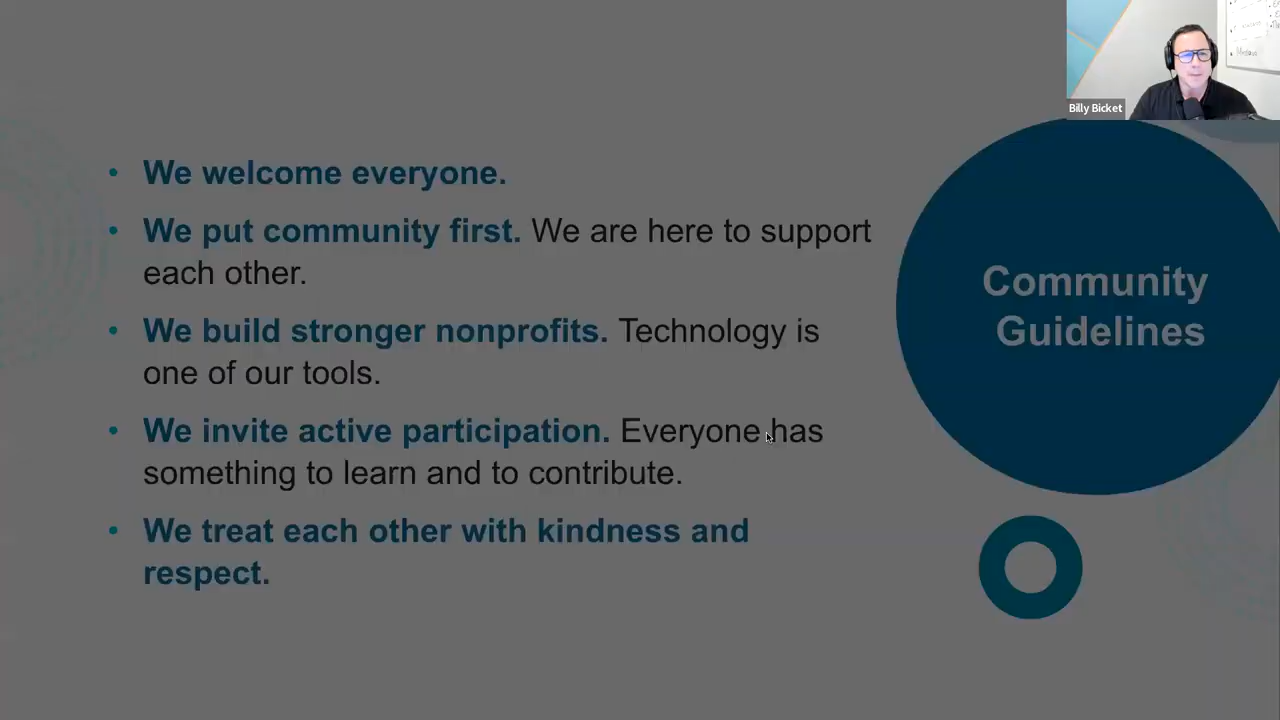 We welcome everyone.
We put community first. We are here to support
each other.
We build stronger nonprofits. Technology is
one of our tools.
We invite active participation. Everyone has
something to learn and to contribute.
We treat each other with kindness and
respect.
Community
Guidelines
Billy Bicket